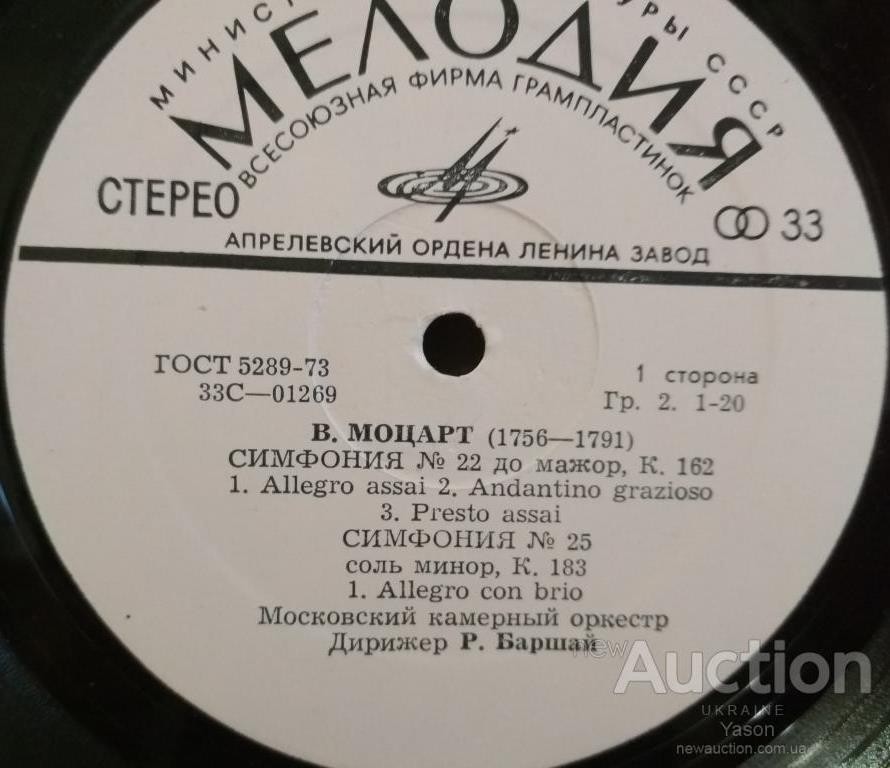 МИНИСТ УРЫ СССР
МЕЛОДИЯ
ВСЕСОЮЗНАЯ ФИРМА ГРАМПЛАСТИНОК
СТЕРЕО
33
АПРЕЛЕВСКИЙ ОРДЕНА ЛЕНИНА ЗАВОД
ГОСТ 5289-73
33С—01269
1 сторона
Гр. 2. 1-20
В. МОЦАРТ (1756—1791)
СИМФОНИЯ № 22 до мажор, К. 162
1. Allegro assai 2. Andantino grazioso
3. Presto assai
СИМФОНИЯ № 25
соль минор, К. 183
1. Allegro con brio
Московский камерный оркестр
Дирижер Р. Баршай
newAuction
UKRAINE
Yason
newauction.com.ua